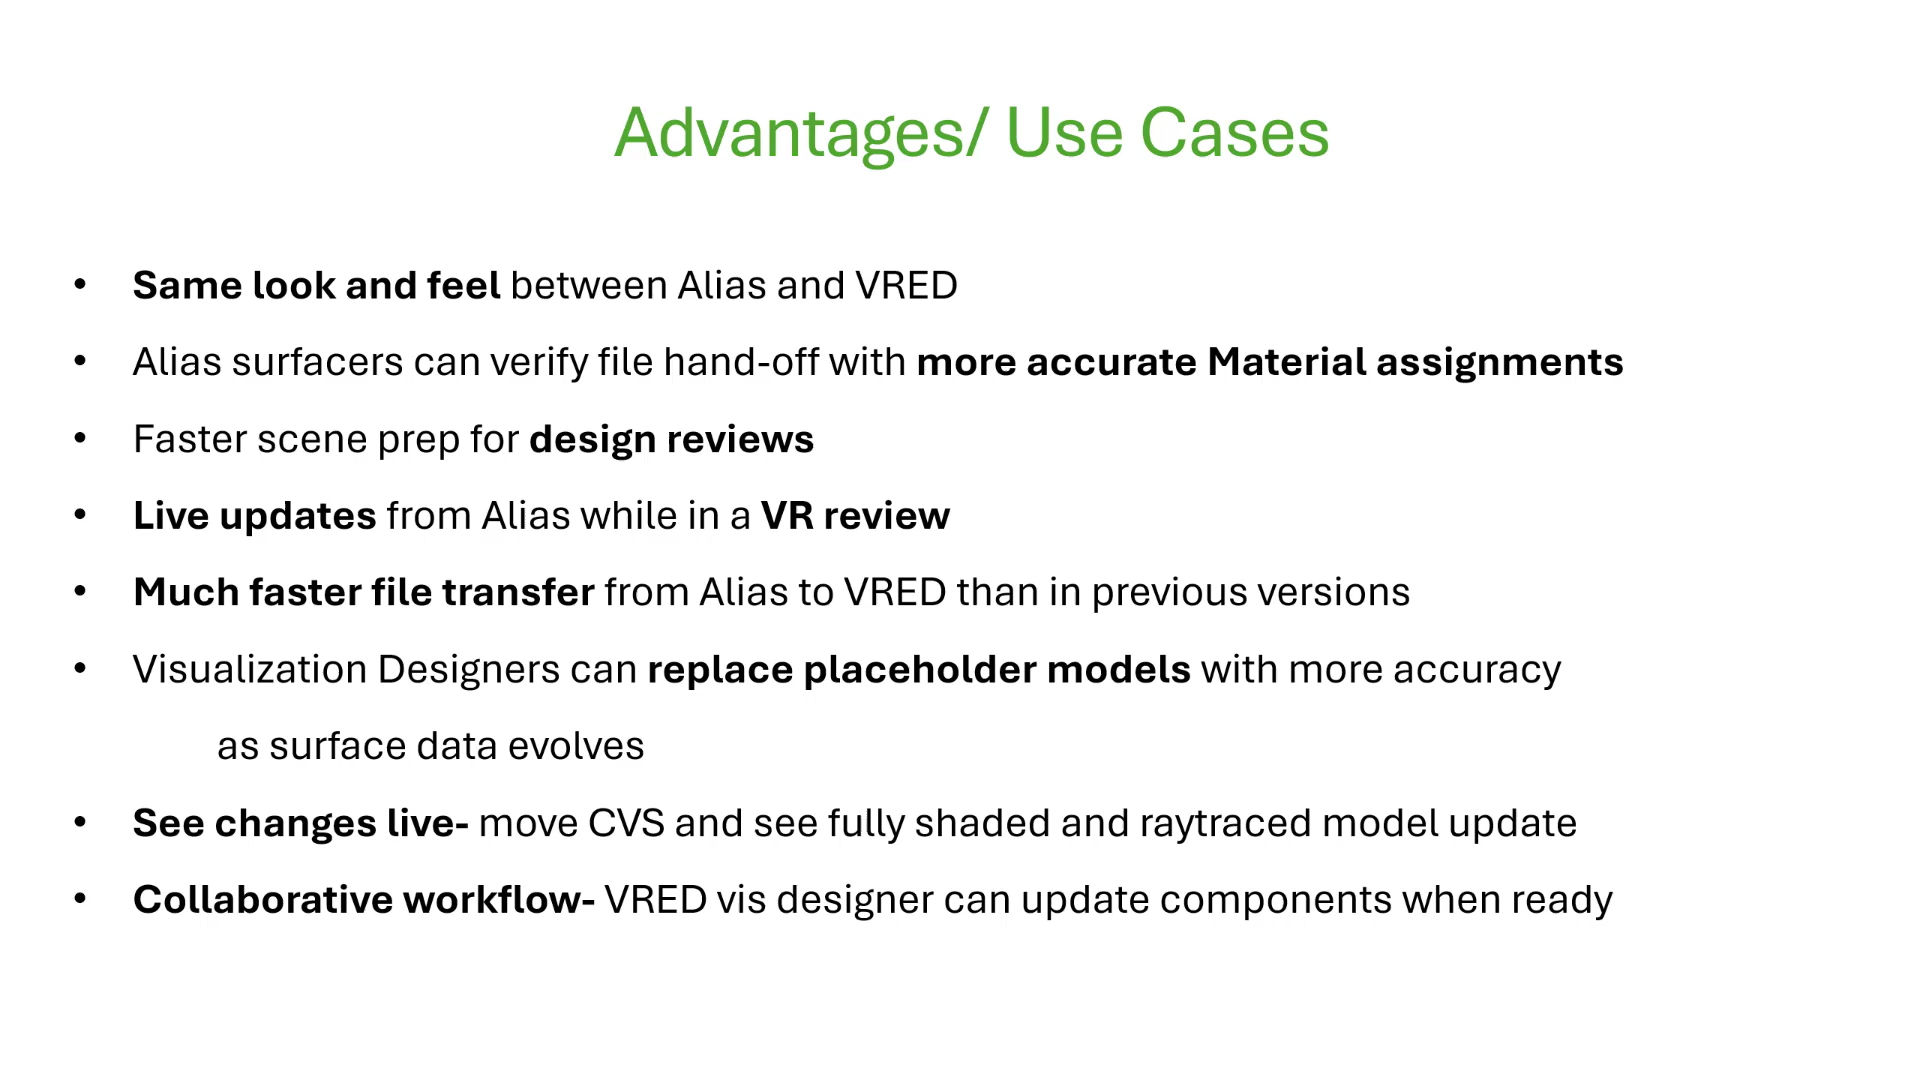 Advantages/ Use Cases
• Same look and feel between Alias and VRED
• Alias surfacers can verify file hand-off with more accurate Material assignments
• Faster scene prep for design reviews
• Live updates from Alias while in a VR review
• Much faster file transfer from Alias to VRED than in previous versions
• Visualization Designers can replace placeholder models with more accuracy
as surface data evolves
• See changes live- move CVS and see fully shaded and raytraced model update
• Collaborative workflow- VRED vis designer can update components when ready